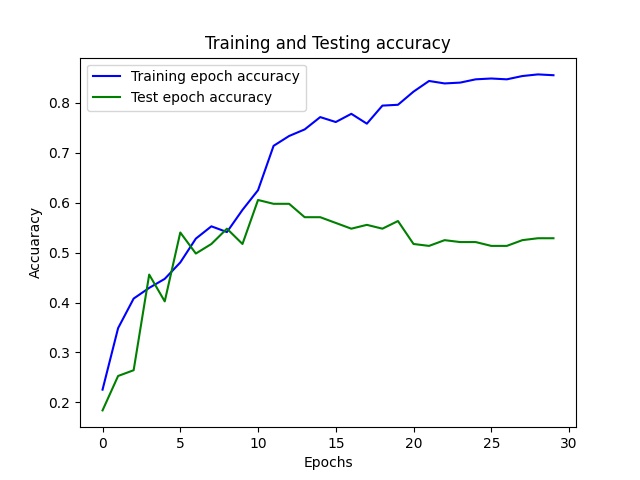 Training and Testing accuracy
Training epoch accuracy
Test epoch accuracy
0.8
0.7
0.6
0.5
0.4
0.3
0.2
Accuaracy
0 5 10 15 20 25 30
Epochs